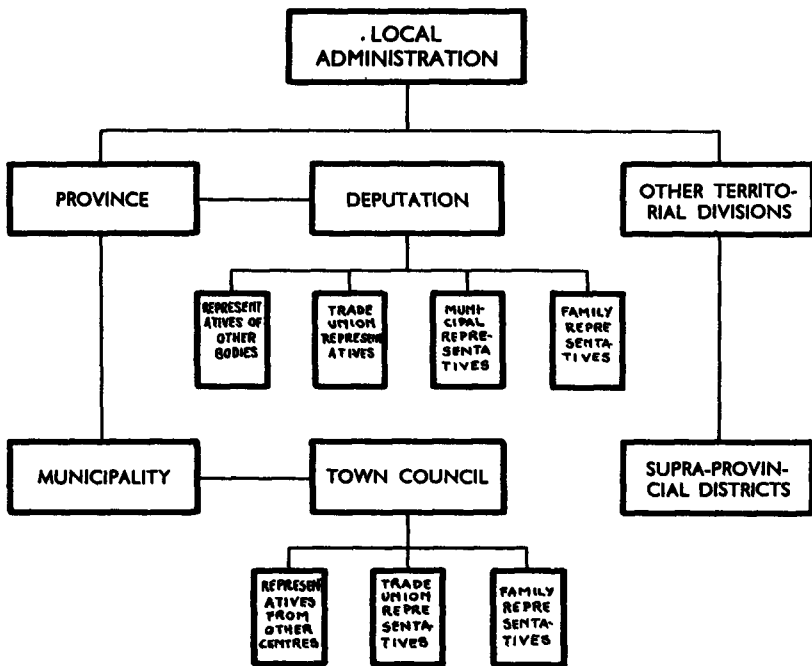 . LOCAL
ADMINISTRATION
PROVINCE
DEPUTATION
OTHER TERRITO-
RIAL DIVISIONS
REPRESENT
ATIVES OF
OTHER
BODIES
TRADE
UNION
REPRESENT
ATIVES
MUNI-
CIPAL
REPRE-
SENTA-
TIVES
FAMILY
REPRE
SENTA-
TIVES
MUNICIPALITY
TOWN COUNCIL
SUPRA-PROVIN-
CIAL DISTRICTS
REPRESENT
ATIVES
FROM
OTHER
CENTRES
TRADE
UNION
REPRE
SENTA-
TIVES
FAMILY
REPRE
SENTA-
TIVES